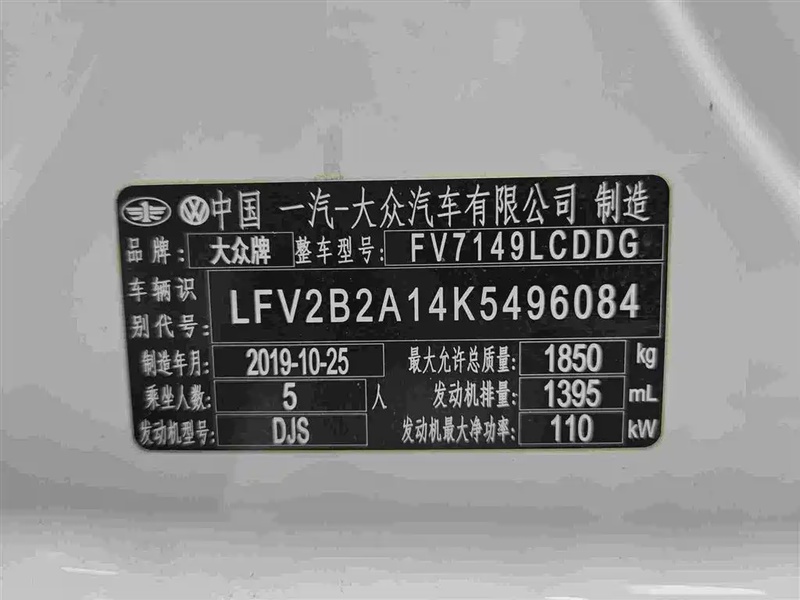 中国 一汽-大众汽车有限公司 制造
品牌: 大众牌 整车型号: FV7149LCDDG
车辆识
别代号: LFV2B2A14K5496084
制造年月: 2019-10-25 最大允许总质量: 1850 kg
乘坐人数: 5 人 发动机排量: 1395 mL
发动机型号: DJS 发动机最大净功率: 110 kW